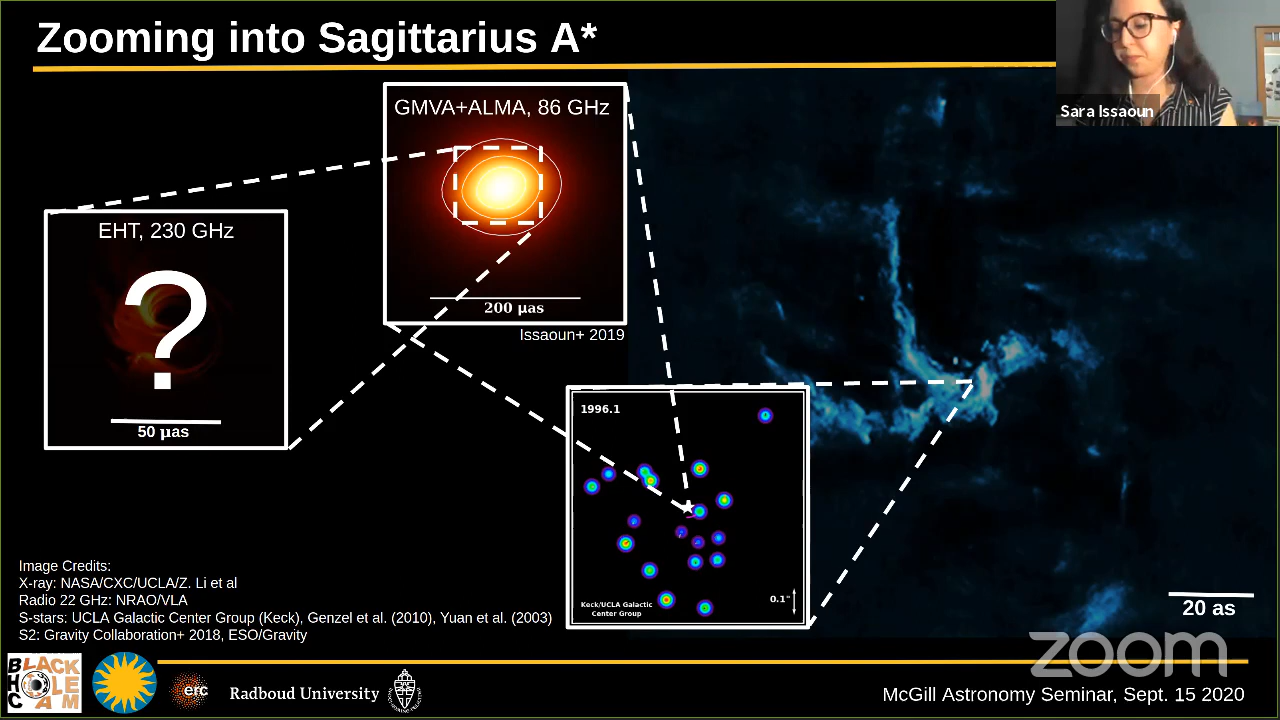 Zooming into Sagittarius A*
Sara Issaoun
GMVA+ALMA, 86 GHz
200 μas
Issaoun+ 2019
EHT, 230 GHz
?
50 μas
1996.1
Keck/UCLA Galactic
Center Group
0.1"
20 as
Image Credits:
X-ray: NASA/CXC/UCLA/Z. Li et al
Radio 22 GHz: NRAO/VLA
S-stars: UCLA Galactic Center Group (Keck), Genzel et al. (2010), Yuan et al. (2003)
S2: Gravity Collaboration+ 2018, ESO/Gravity
zoom
BLACK
HOLE
CAM
erc
Radboud University
McGill Astronomy Seminar, Sept. 15 2020